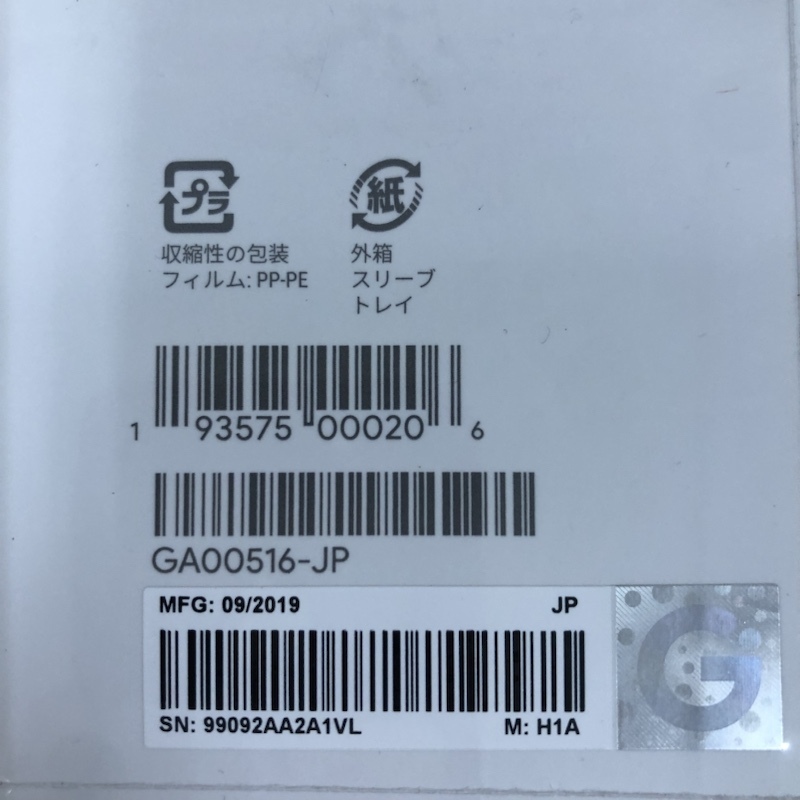 プラ 紙
収縮性の包装
フィルム: PP-PE
外箱
スリーブ
トレイ
1 93575 00020 6
GA00516-JP
MFG: 09/2019 JP
SN: 99092AA2A1VL M: H1A
G